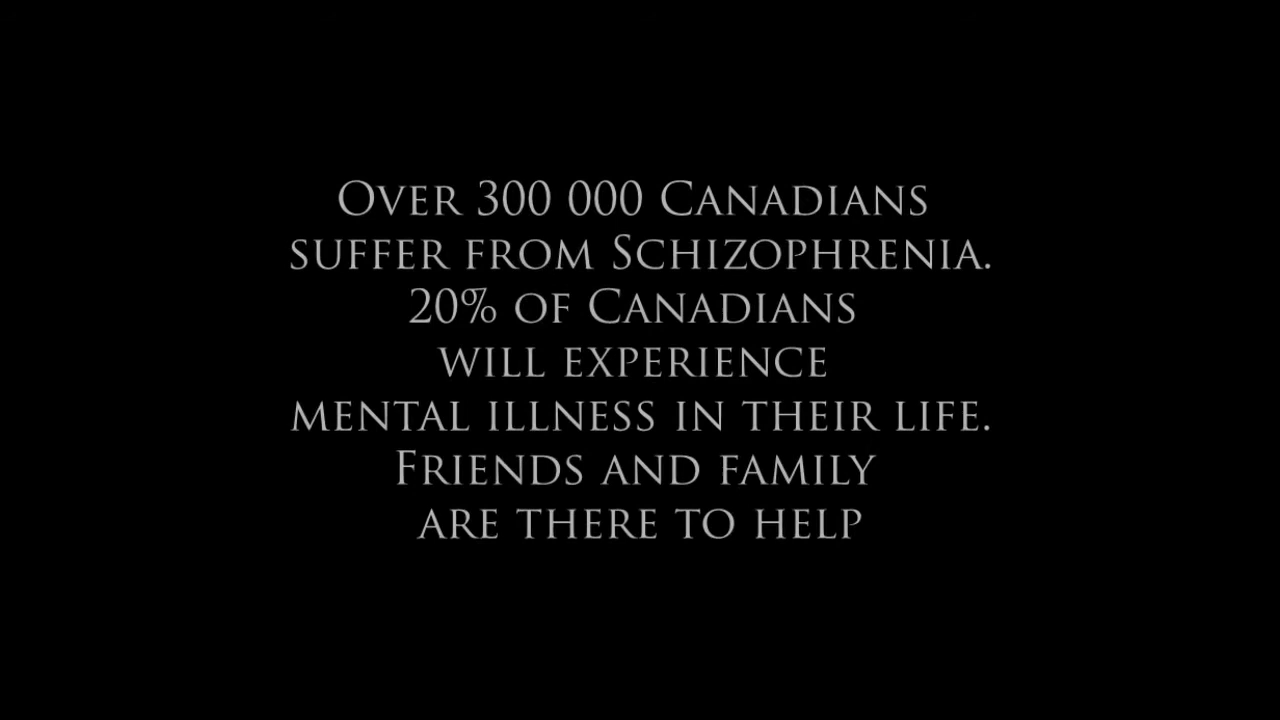 Over 300 000 Canadians
suffer from Schizophrenia.
20% of Canadians
will experience
mental illness in their life.
Friends and family
are there to help